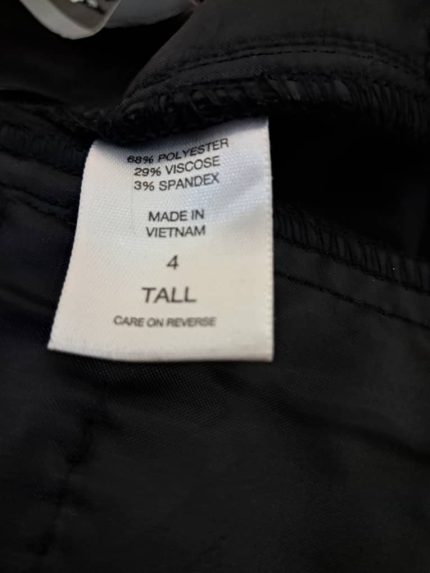 68% POLYESTER
29% VISCOSE
3% SPANDEX
MADE IN
VIETNAM
4
TALL
CARE ON REVERSE